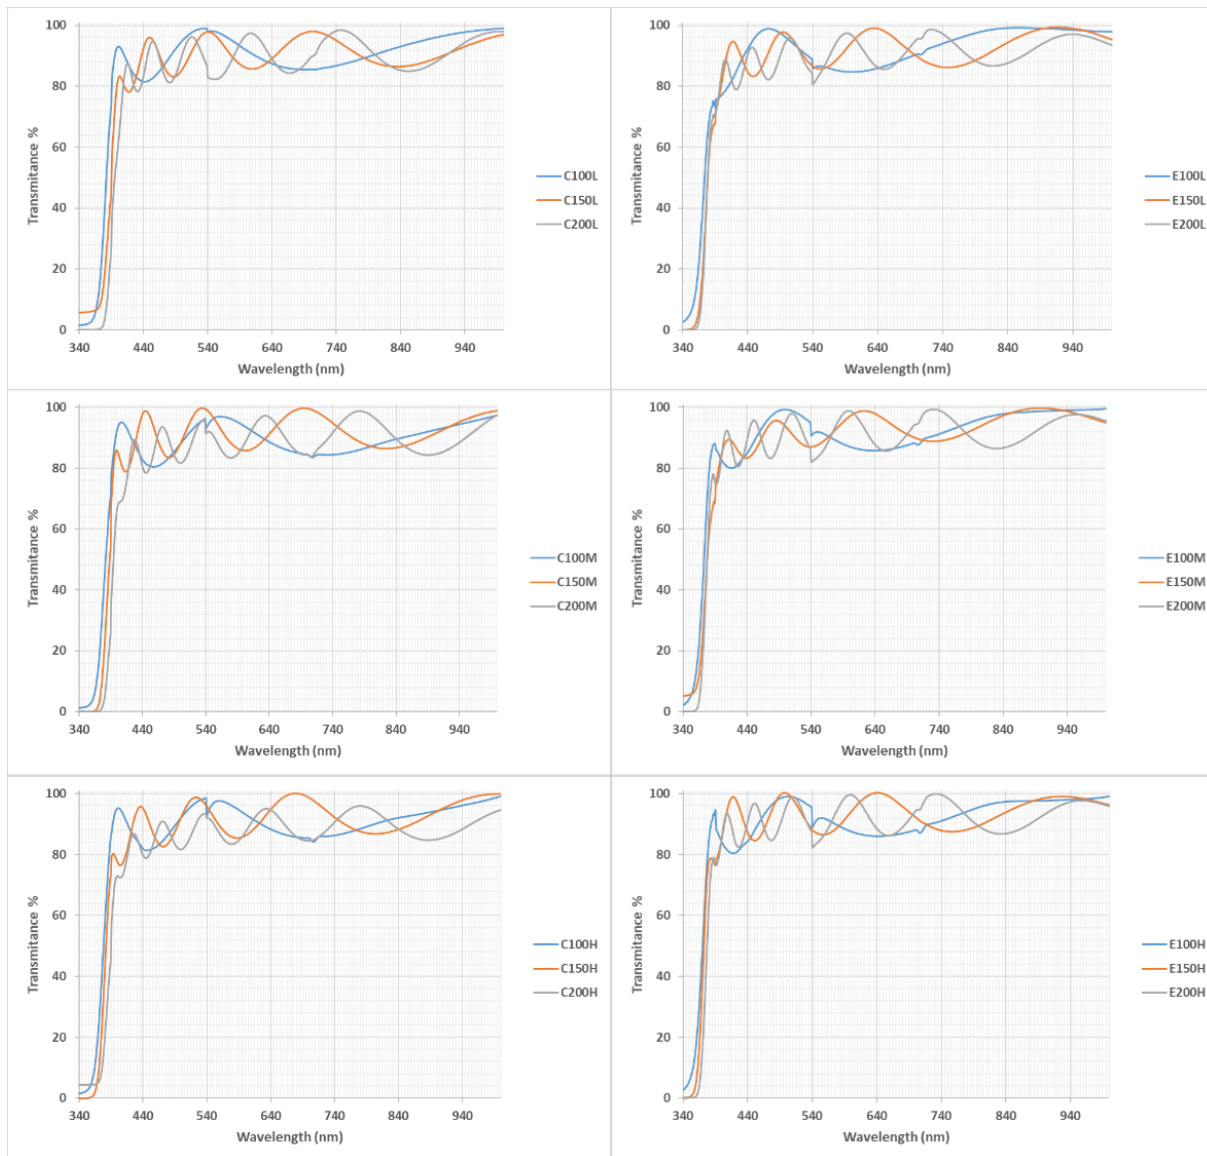 100
80
60
40
20
0
Transmitance %
340 440 540 640 740 840 940
Wavelength (nm)
C100L
C150L
C200L
100
80
60
40
20
0
Transmitance %
340 440 540 640 740 840 940
Wavelength (nm)
E100L
E150L
E200L
100
80
60
40
20
0
Transmitance %
340 440 540 640 740 840 940
Wavelength (nm)
C100M
C150M
C200M
100
80
60
40
20
0
Transmitance %
340 440 540 640 740 840 940
Wavelength (nm)
E100M
E150M
E200M
100
80
60
40
20
0
Transmitance %
340 440 540 640 740 840 940
Wavelength (nm)
C100H
C150H
C200H
100
80
60
40
20
0
Transmitance %
340 440 540 640 740 840 940
Wavelength (nm)
E100H
E150H
E200H